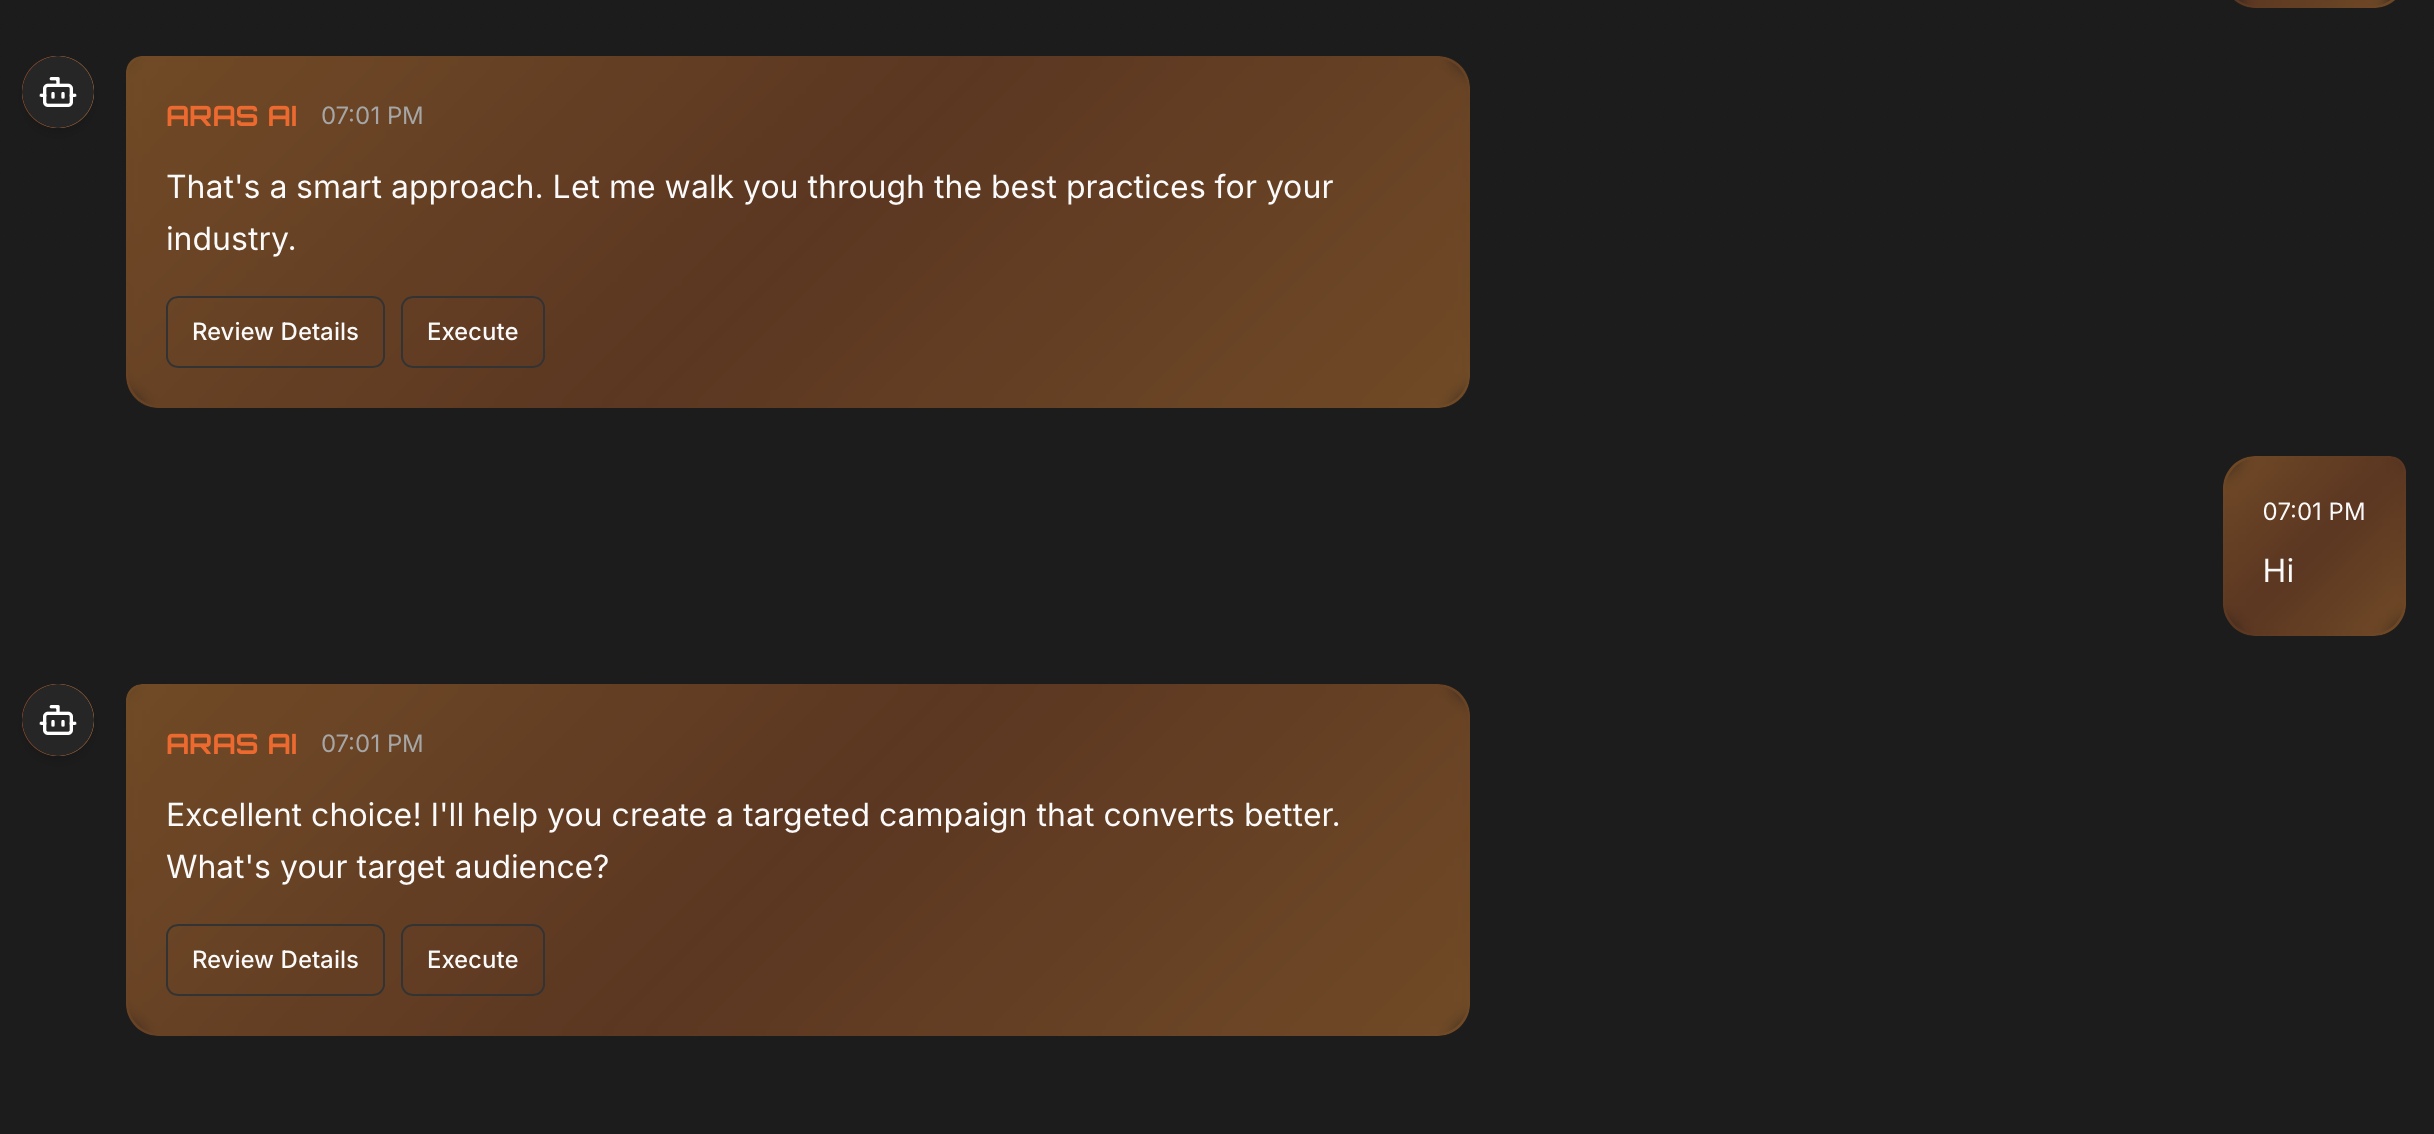 ARAS AI 07:01 PM
That's a smart approach. Let me walk you through the best practices for your
industry.
Review Details Execute
07:01 PM
Hi
ARAS AI 07:01 PM
Excellent choice! I'll help you create a targeted campaign that converts better.
What's your target audience?
Review Details Execute